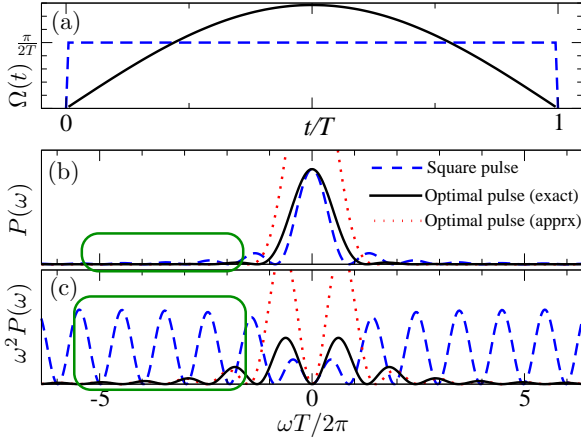 (a)
π/2T
Ω(t)
0 t/T 1
(b)
P(ω)
Square pulse
Optimal pulse (exact)
Optimal pulse (apprx)
(c)
ω²P(ω)
-5 0 5
ωT/2π